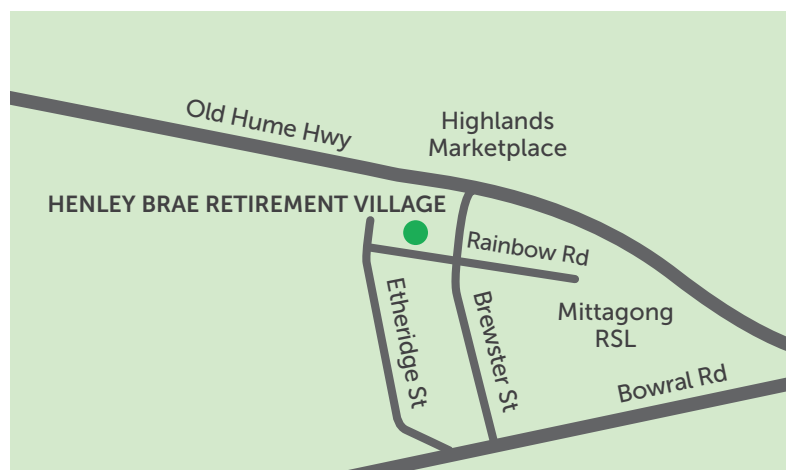 Old Hume Hwy
Highlands
Marketplace
HENLEY BRAE RETIREMENT VILLAGE
Rainbow Rd
Etheridge St
Brewster St
Mittagong
RSL
Bowral Rd